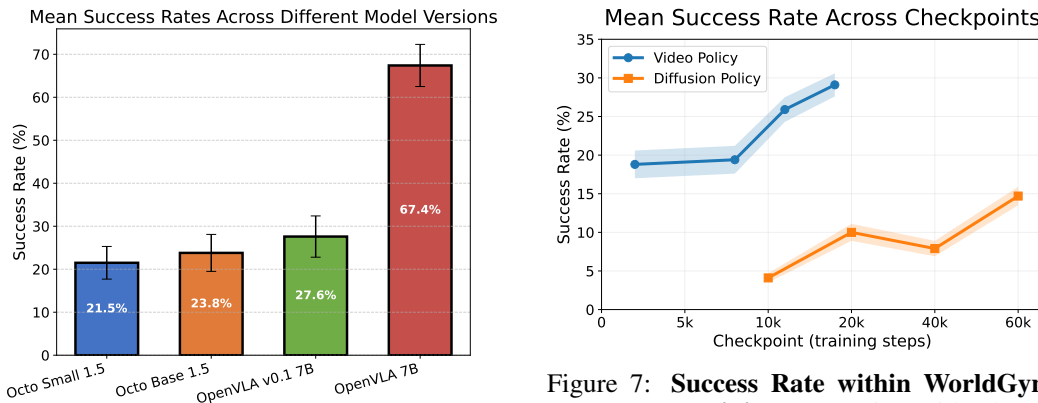 Mean Success Rates Across Different Model Versions
Success Rate (%)
70
60
50
40
30
20
10
0
21.5%
23.8%
27.6%
67.4%
Octo Small 1.5
Octo Base 1.5
OpenVLA v0.1 7B
OpenVLA 7B
Mean Success Rate Across Checkpoints
Success Rate (%)
35
30
25
20
15
10
5
0
Video Policy
Diffusion Policy
0 5k 10k 20k 40k 60k
Checkpoint (training steps)
Figure 7: Success Rate within